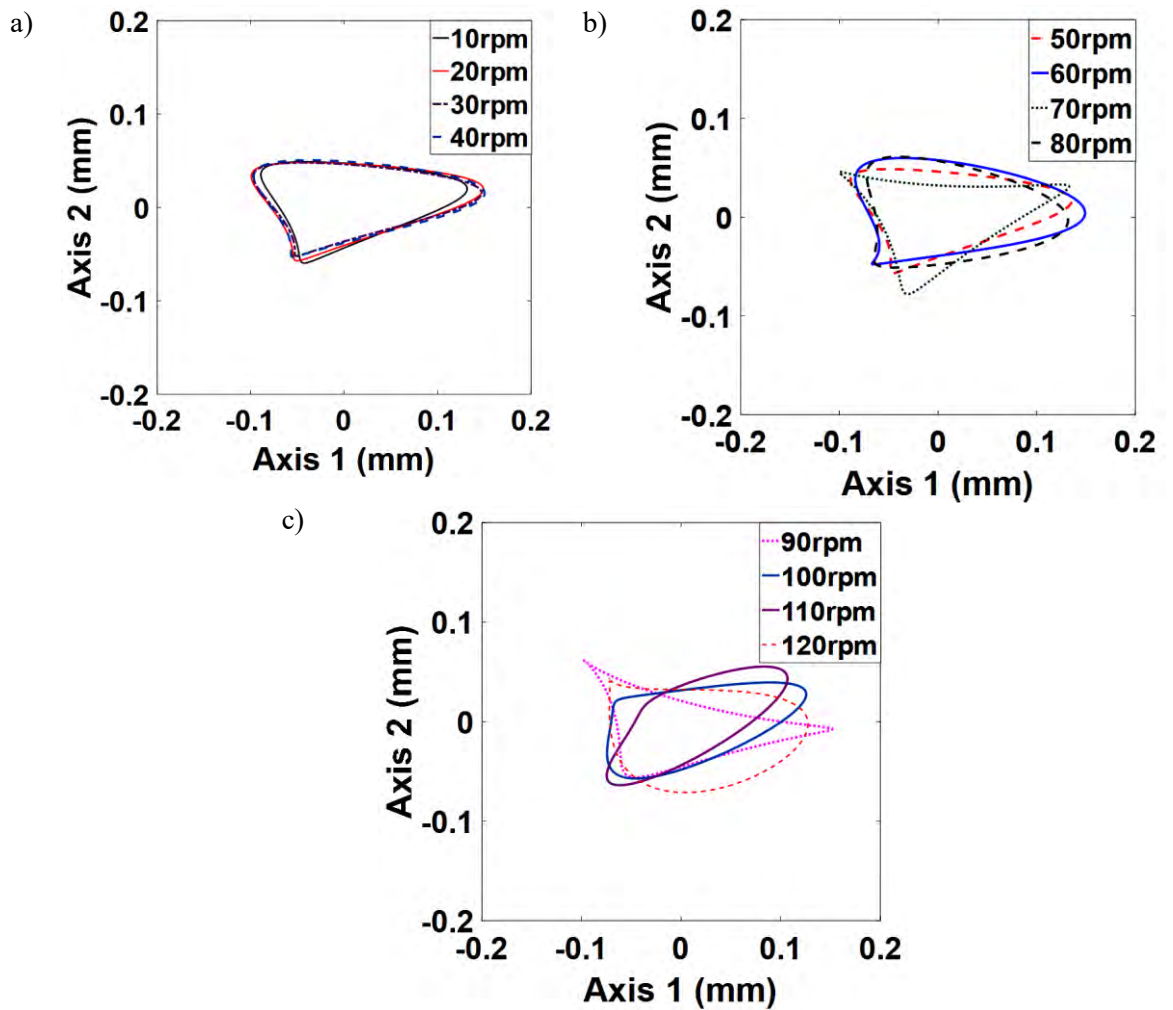 a)
0.2
0.1
0
-0.1
-0.2
Axis 2 (mm)
10rpm
20rpm
30rpm
40rpm
-0.2 -0.1 0 0.1 0.2
Axis 1 (mm)
b)
0.2
0.1
0
-0.1
-0.2
Axis 2 (mm)
50rpm
60rpm
70rpm
80rpm
-0.2 -0.1 0 0.1 0.2
Axis 1 (mm)
c)
0.2
0.1
0
-0.1
-0.2
Axis 2 (mm)
90rpm
100rpm
110rpm
120rpm
-0.2 -0.1 0 0.1 0.2
Axis 1 (mm)